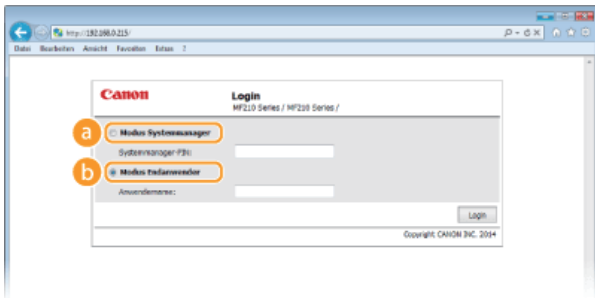 http://192.168.0.215/
Datei Bearbeiten Ansicht Favoriten Extras ?
Canon
Login
MF210 Series / MF210 Series /
a
Modus Systemmanager
Systemmanager-PIN:
b
Modus Endanwender
Anwendername:
Login
Copyright CANON INC. 2014